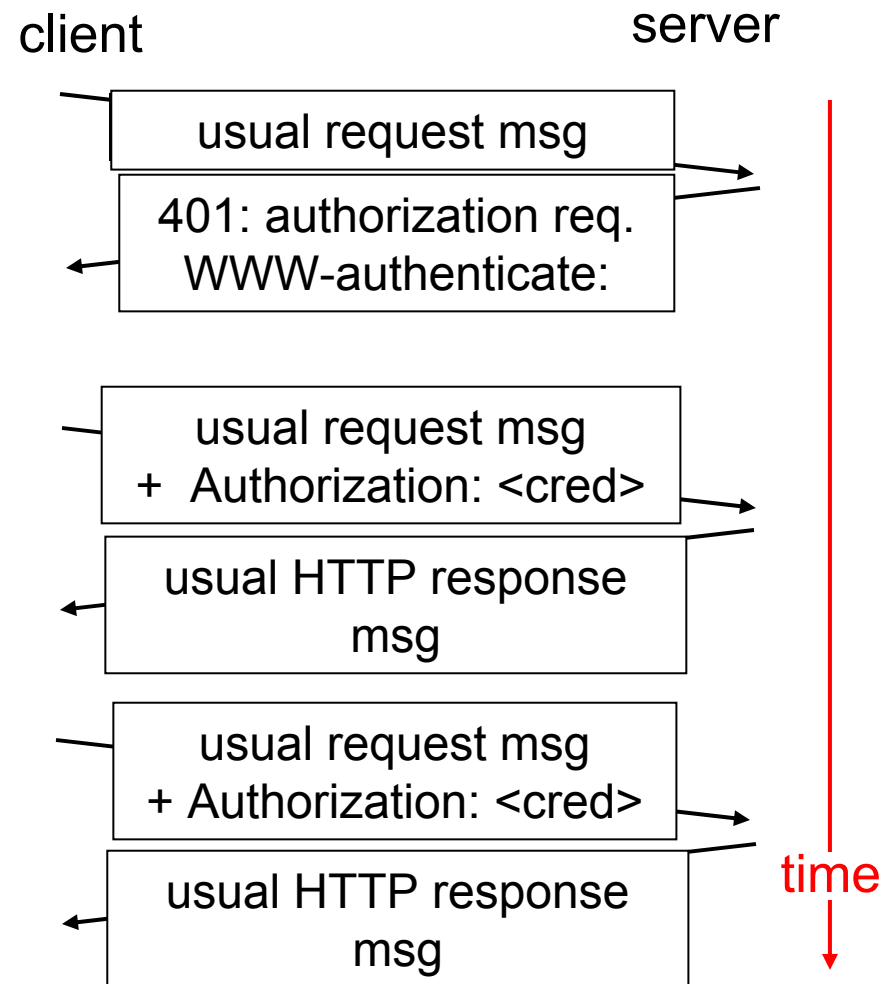 client
server
usual request msg
401: authorization req.
WWW-authenticate:
usual request msg
+ Authorization: <cred>
usual HTTP response
msg
usual request msg
+ Authorization: <cred>
usual HTTP response
msg
time